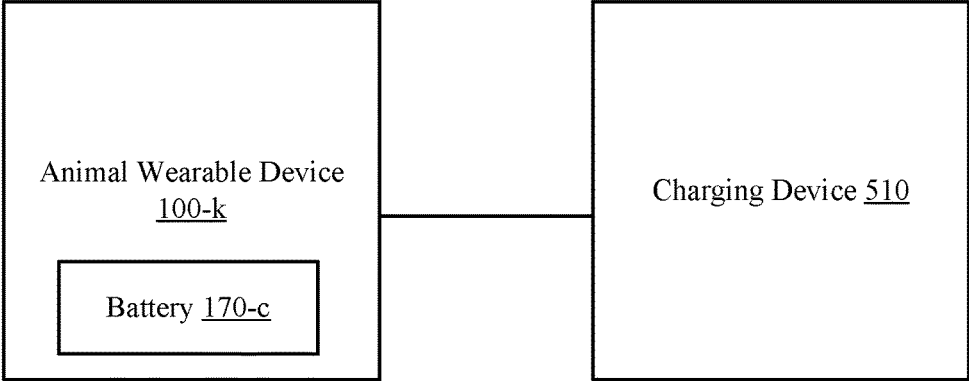 Animal Wearable Device
100-k
Battery 170-c
Charging Device 510